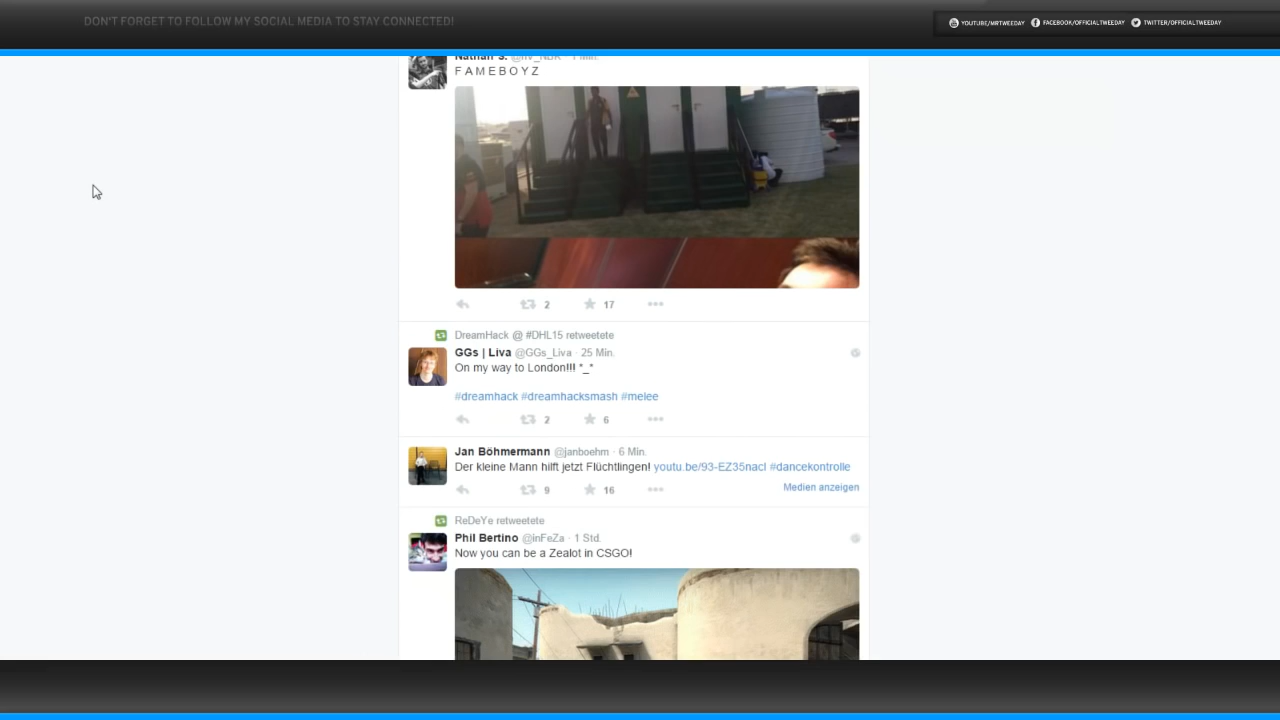 DON'T FORGET TO FOLLOW MY SOCIAL MEDIA TO STAY CONNECTED!
YOUTUBE/MRTWEEDAY FACEBOOK/OFFICIALTWEEDAY TWITTER/OFFICIALTWEEDAY
Nathan S. · 1 Min.
F A M E B O Y Z
2 17
DreamHack @ #DHL15 retweetete
GGs | Liva @GGs_Liva · 25 Min.
On my way to London!!! *_*
#dreamhack #dreamhacksmash #melee
2 6
Jan Böhmermann @janboehm · 6 Min.
Der kleine Mann hilft jetzt Flüchtlingen! youtu.be/93-EZ35nacI #dancekontrolle
9 16 Medien anzeigen
ReDeYe retweetete
Phil Bertino @inFeZa · 1 Std.
Now you can be a Zealot in CSGO!